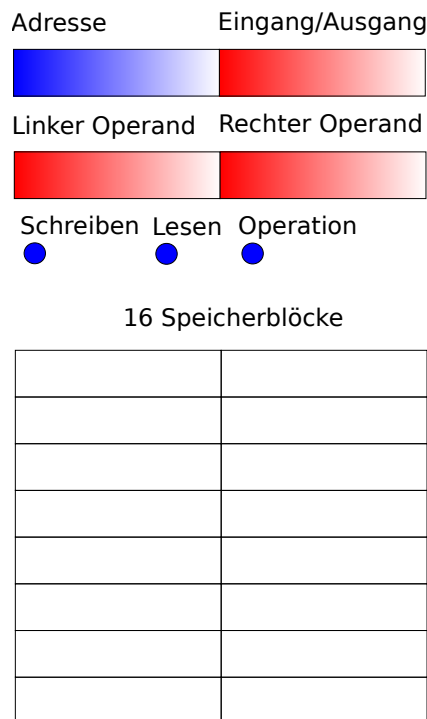 Adresse Eingang/Ausgang
Linker Operand Rechter Operand
Schreiben Lesen Operation
16 Speicherblöcke